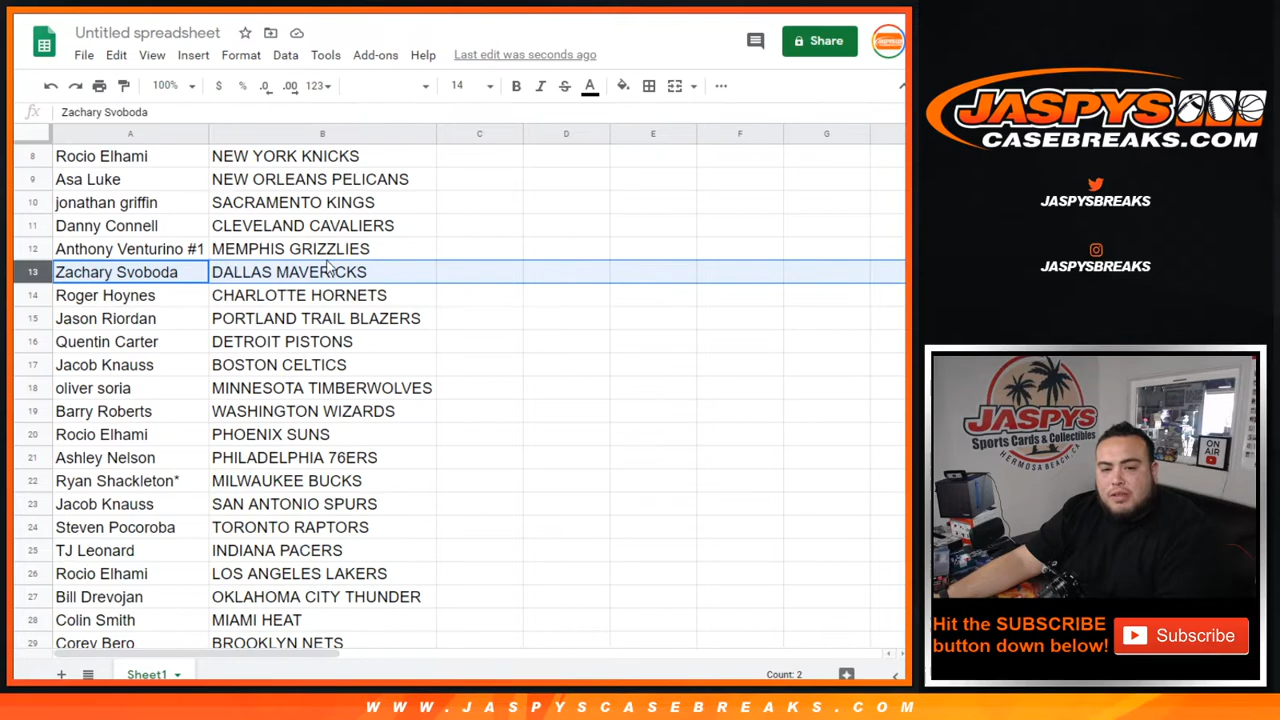 Untitled spreadsheet
File Edit View Insert Format Data Tools Add-ons Help Last edit was seconds ago
Share
100% $ % .0 .00 123 14 B I S A
fx Zachary Svoboda
A B C D E F G
8 Rocio Elhami NEW YORK KNICKS
9 Asa Luke NEW ORLEANS PELICANS
10 jonathan griffin SACRAMENTO KINGS
11 Danny Connell CLEVELAND CAVALIERS
12 Anthony Venturino #1 MEMPHIS GRIZZLIES
13 Zachary Svoboda DALLAS MAVERICKS
14 Roger Hoynes CHARLOTTE HORNETS
15 Jason Riordan PORTLAND TRAIL BLAZERS
16 Quentin Carter DETROIT PISTONS
17 Jacob Knauss BOSTON CELTICS
18 oliver soria MINNESOTA TIMBERWOLVES
19 Barry Roberts WASHINGTON WIZARDS
20 Rocio Elhami PHOENIX SUNS
21 Ashley Nelson PHILADELPHIA 76ERS
22 Ryan Shackleton* MILWAUKEE BUCKS
23 Jacob Knauss SAN ANTONIO SPURS
24 Steven Pocoroba TORONTO RAPTORS
25 TJ Leonard INDIANA PACERS
26 Rocio Elhami LOS ANGELES LAKERS
27 Bill Drevojan OKLAHOMA CITY THUNDER
28 Colin Smith MIAMI HEAT
29 Corey Bero BROOKLYN NETS
Sheet1 Count: 2
JASPYS
CASEBREAKS.COM
JASPYSBREAKS
JASPYSBREAKS
JASPYS
Sports Cards & Collectibles
HERMOSA BEACH, CA
ON AIR
Hit the SUBSCRIBE
button down below!
Subscribe
WWW.JASPYSCASEBREAKS.COM